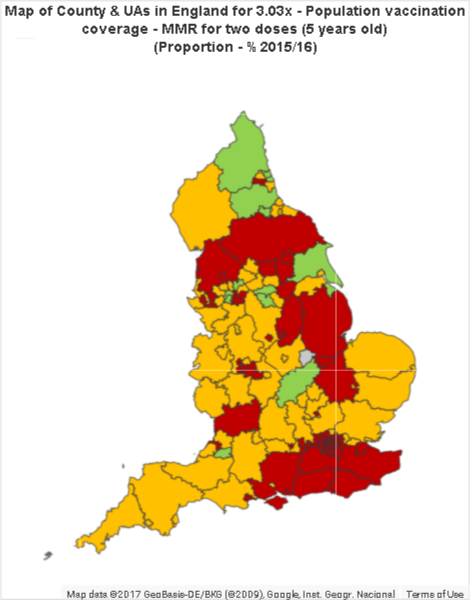 Map of County & UAs in England for 3.03x - Population vaccination
coverage - MMR for two doses (5 years old)
(Proportion - % 2015/16)
Map data ©2017 GeoBasis-DE/BKG (©2009), Google, Inst. Geogr. Nacional
Terms of Use